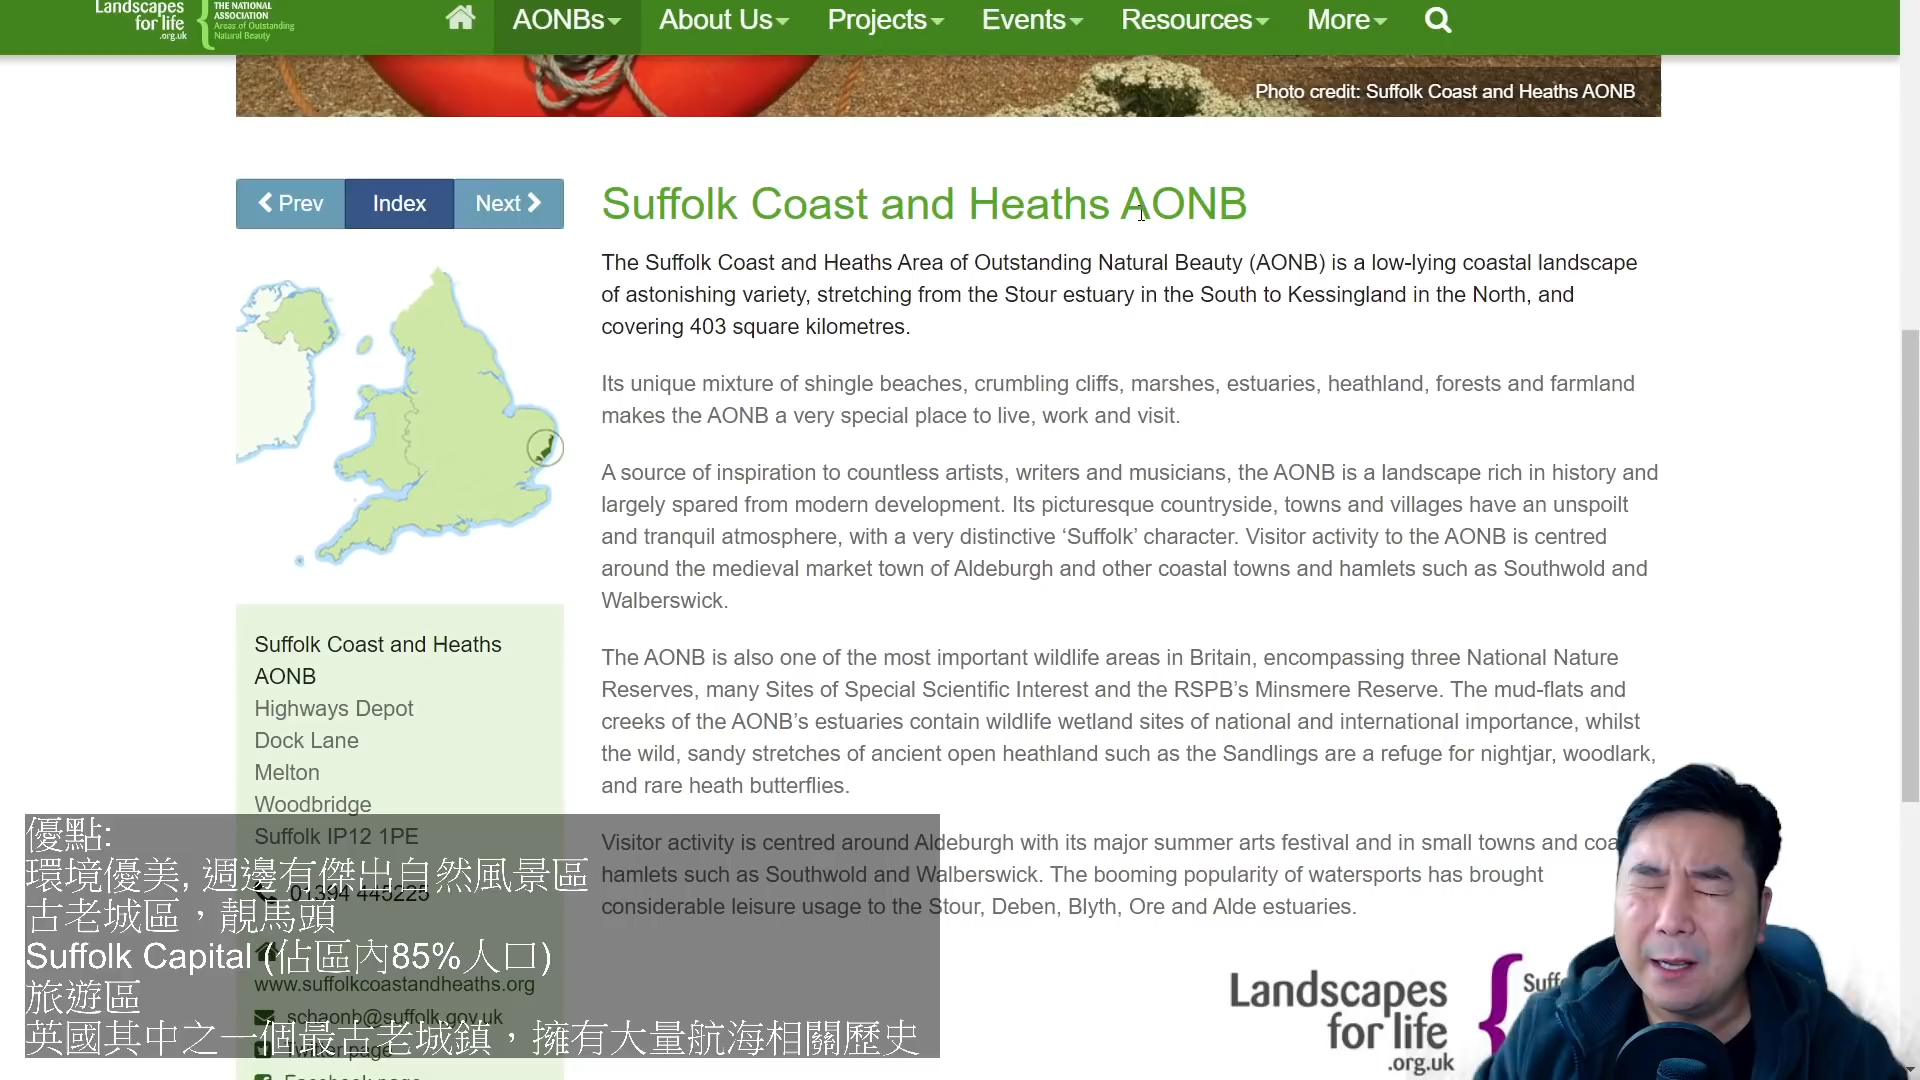 Landscapes
for life
.org.uk
THE NATIONAL
ASSOCIATION
Areas of Outstanding
Natural Beauty
AONBs
About Us
Projects
Events
Resources
More
Photo credit: Suffolk Coast and Heaths AONB
Prev
Index
Next
Suffolk Coast and Heaths AONB
The Suffolk Coast and Heaths Area of Outstanding Natural Beauty (AONB) is a low-lying coastal landscape
of astonishing variety, stretching from the Stour estuary in the South to Kessingland in the North, and
covering 403 square kilometres.
Its unique mixture of shingle beaches, crumbling cliffs, marshes, estuaries, heathland, forests and farmland
makes the AONB a very special place to live, work and visit.
A source of inspiration to countless artists, writers and musicians, the AONB is a landscape rich in history and
largely spared from modern development. Its picturesque countryside, towns and villages have an unspoilt
and tranquil atmosphere, with a very distinctive ‘Suffolk’ character. Visitor activity to the AONB is centred
around the medieval market town of Aldeburgh and other coastal towns and hamlets such as Southwold and
Walberswick.
The AONB is also one of the most important wildlife areas in Britain, encompassing three National Nature
Reserves, many Sites of Special Scientific Interest and the RSPB’s Minsmere Reserve. The mud-flats and
creeks of the AONB’s estuaries contain wildlife wetland sites of national and international importance, whilst
the wild, sandy stretches of ancient open heathland such as the Sandlings are a refuge for nightjar, woodlark,
and rare heath butterflies.
Visitor activity is centred around Aldeburgh with its major summer arts festival and in small towns and coa
hamlets such as Southwold and Walberswick. The booming popularity of watersports has brought
considerable leisure usage to the Stour, Deben, Blyth, Ore and Alde estuaries.
Suffolk Coast and Heaths
AONB
Highways Depot
Dock Lane
Melton
Woodbridge
Suffolk IP12 1PE
01394 445225
www.suffolkcoastandheaths.org
schaonb@suffolk.gov.uk
Twitter page
Facebook page
優點:
環境優美, 週邊有傑出自然風景區
古老城區，靚馬頭
Suffolk Capital (佔區內85%人口)
旅遊區
英國其中之一個最古老城鎮，擁有大量航海相關歷史
Landscapes
for life
.org.uk
Suff